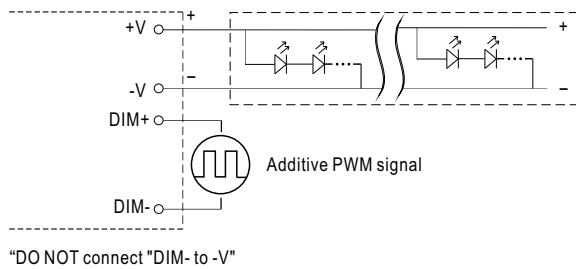 +V
+
+
-V
−
−
DIM+
Additive PWM signal
DIM-
“DO NOT connect "DIM- to -V"